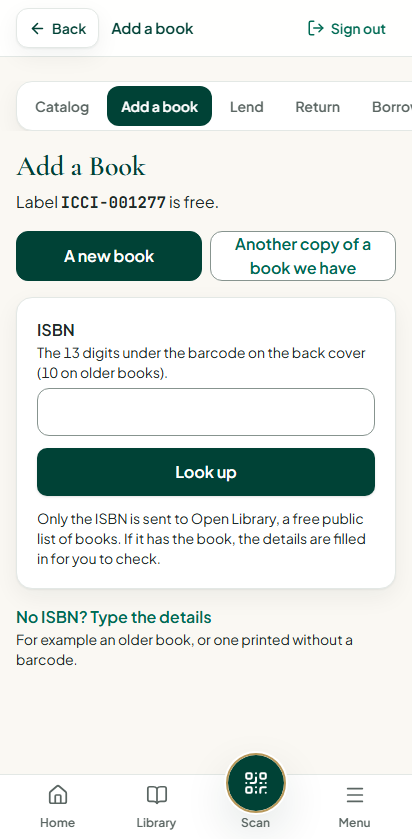 Back
Add a book
Sign out
Catalog
Add a book
Lend
Return
Add a Book
Label ICCI-001277 is free.
A new book
Another copy of a
book we have
ISBN
The 13 digits under the barcode on the back cover
(10 on older books).
Look up
Only the ISBN is sent to Open Library, a free public
list of books. If it has the book, the details are filled
in for you to check.
No ISBN? Type the details
For example an older book, or one printed without a
barcode.
Home
Library
Scan
Menu